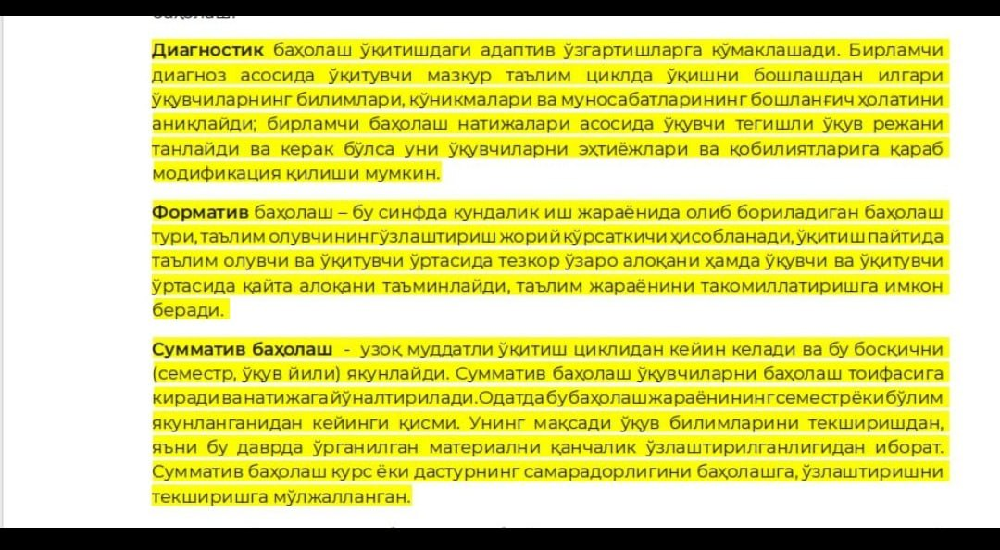 Диагностик баҳолаш ўқитишдаги адаптив ўзгартишларга кўмаклашади. Бирламчи
диагноз асосида ўқитувчи мазкур таълим циклда ўқишни бошлашдан илгари
ўқувчиларнинг билимлари, кўникмалари ва муносабатларининг бошланғич ҳолатини
аниқлайди; бирламчи баҳолаш натижалари асосида ўқувчи тегишли ўқув режани
танлайди ва керак бўлса уни ўқувчиларни эҳтиёжлари ва қобилиятларига қараб
модификация қилиши мумкин.
Форматив баҳолаш – бу синфда кундалик иш жараёнида олиб бориладиган баҳолаш
тури, таълим олувчининг ўзлаштириш жорий кўрсаткичи ҳисобланади, ўқитиш пайтида
таълим олувчи ва ўқитувчи ўртасида тезкор ўзаро алоқани ҳамда ўқувчи ва ўқитувчи
ўртасида қайта алоқани таъминлайди, таълим жараёнини такомиллатиришга имкон
беради.
Сумматив баҳолаш - узоқ муддатли ўқитиш циклидан кейин келади ва бу босқични
(семестр, ўқув йили) якунлайди. Сумматив баҳолаш ўқувчиларни баҳолаш тоифасига
киради ва натижага йўналтирилади. Одатда бу баҳолаш жараёнининг семестр ёки бўлим
якунланганидан кейинги қисми. Унинг мақсади ўқув билимларини текширишдан,
яъни бу даврда ўрганилган материални қанчалик ўзлаштирилганлигидан иборат.
Сумматив баҳолаш курс ёки дастурнинг самарадорлигини баҳолашга, ўзлаштиришни
текширишга мўлжалланган.